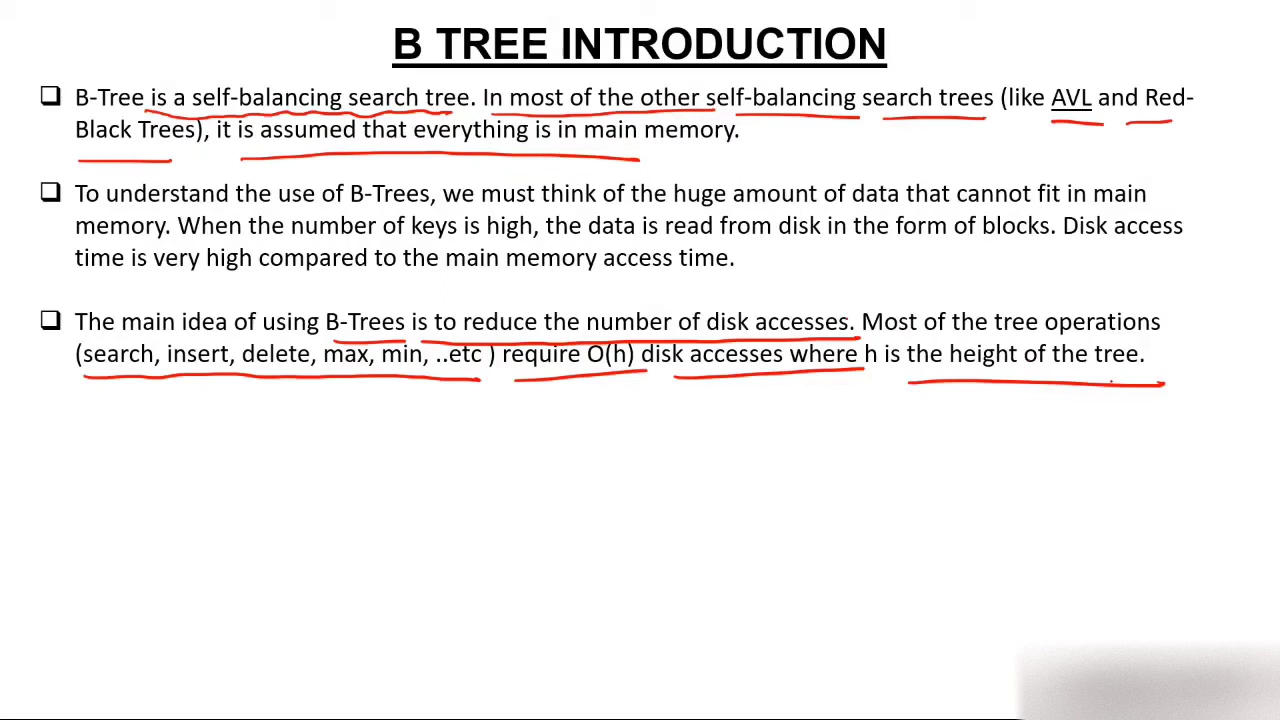 B TREE INTRODUCTION
B-Tree is a self-balancing search tree. In most of the other self-balancing search trees (like AVL and Red-
Black Trees), it is assumed that everything is in main memory.
To understand the use of B-Trees, we must think of the huge amount of data that cannot fit in main
memory. When the number of keys is high, the data is read from disk in the form of blocks. Disk access
time is very high compared to the main memory access time.
The main idea of using B-Trees is to reduce the number of disk accesses. Most of the tree operations
(search, insert, delete, max, min, ..etc ) require O(h) disk accesses where h is the height of the tree.